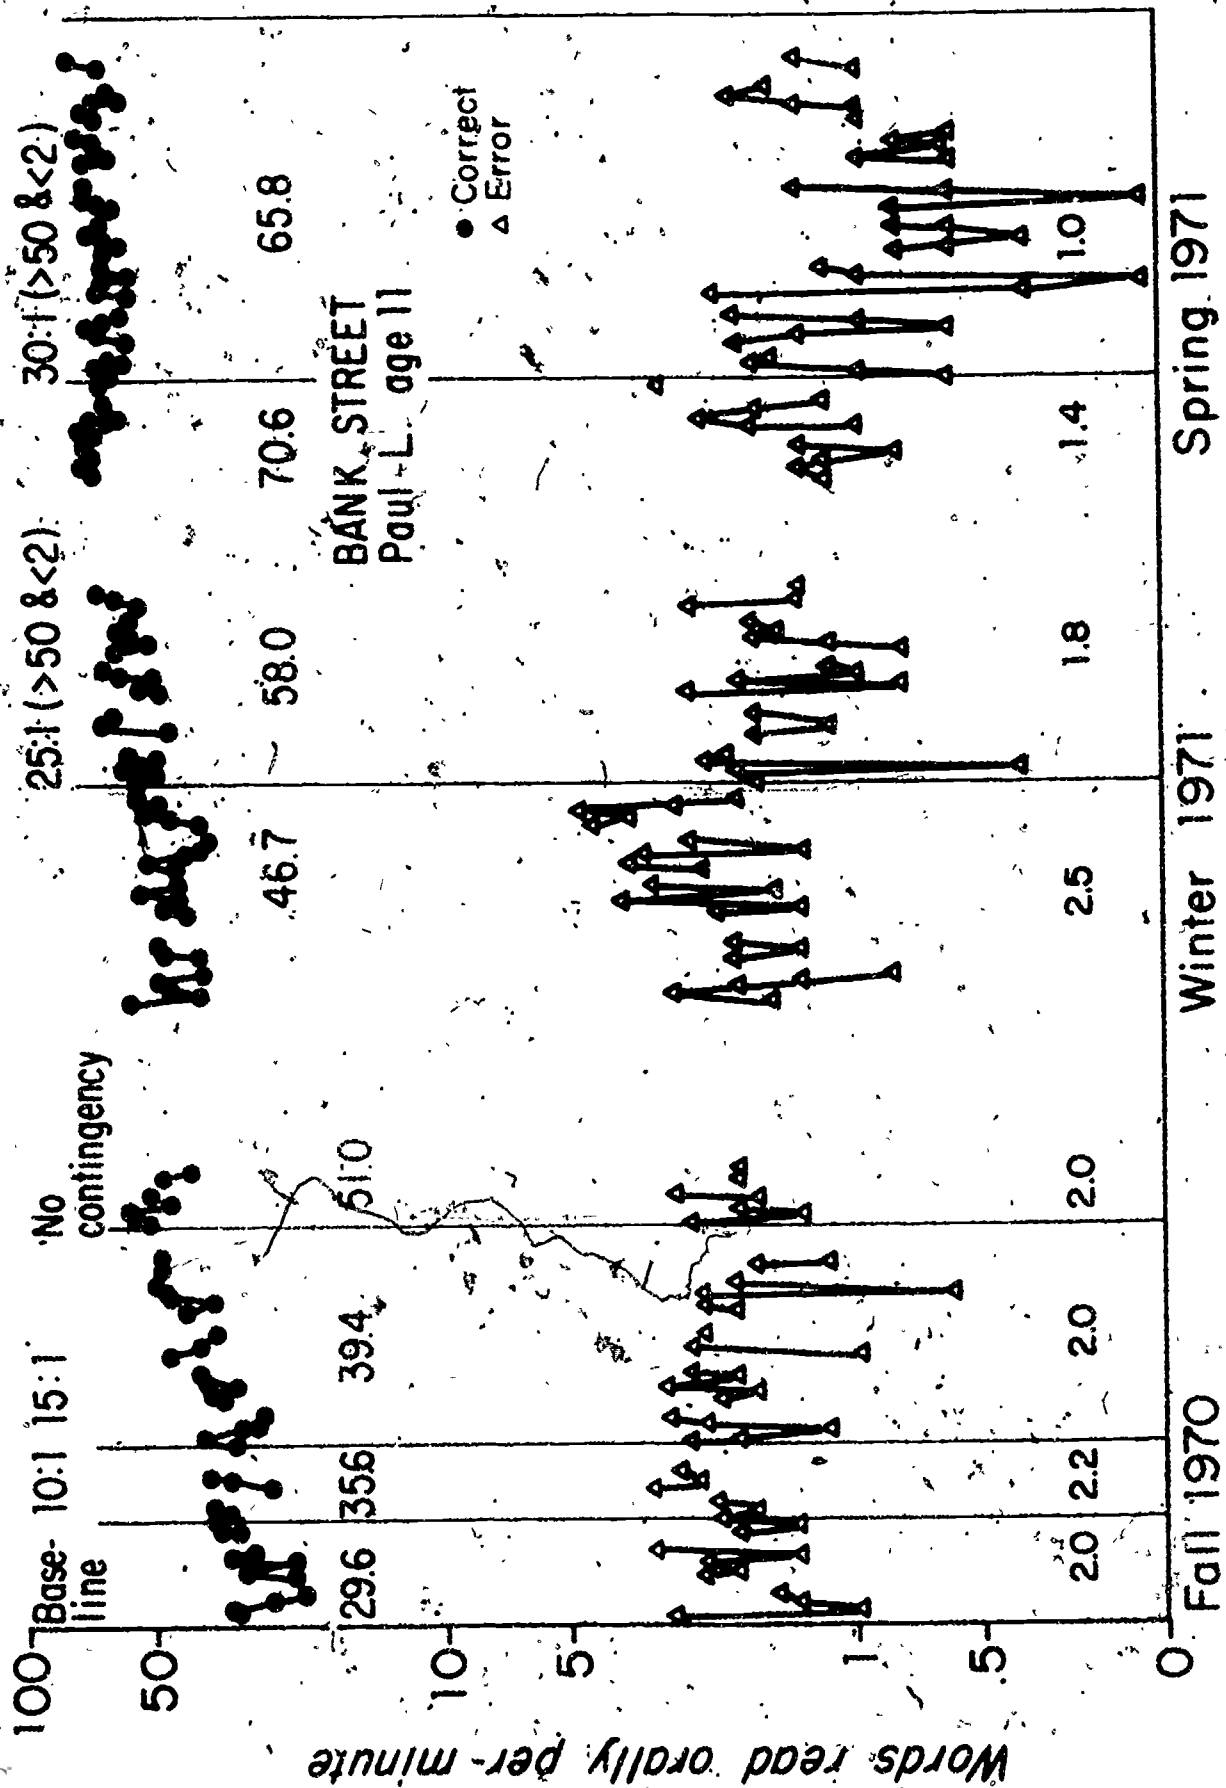 Base-
line
10:1
15:1
No
contingency
25:1 (>50 &<2)
30:1 (>50 &<2)
100
50
10
5
1
.5
0
Words read orally per-minute
29.6
35.6
39.4
51.0
46.7
58.0
70.6
65.8
BANK STREET
Paul L. age 11
● Correct
△ Error
2.0
2.2
2.0
2.0
2.5
1.8
1.4
1.0
Fall 1970
Winter 1971
Spring 1971